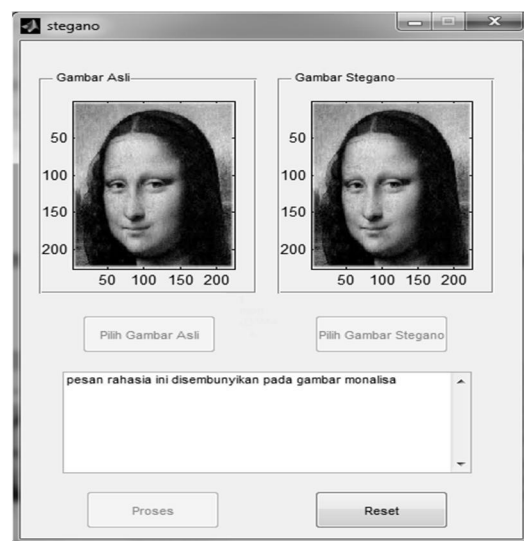 stegano
Gambar Asli
Gambar Stegano
50
100
150
200
50 100 150 200
50
100
150
200
50 100 150 200
Pilih Gambar Asli
Pilih Gambar Stegano
pesan rahasia ini disembunyikan pada gambar monalisa
Proses
Reset